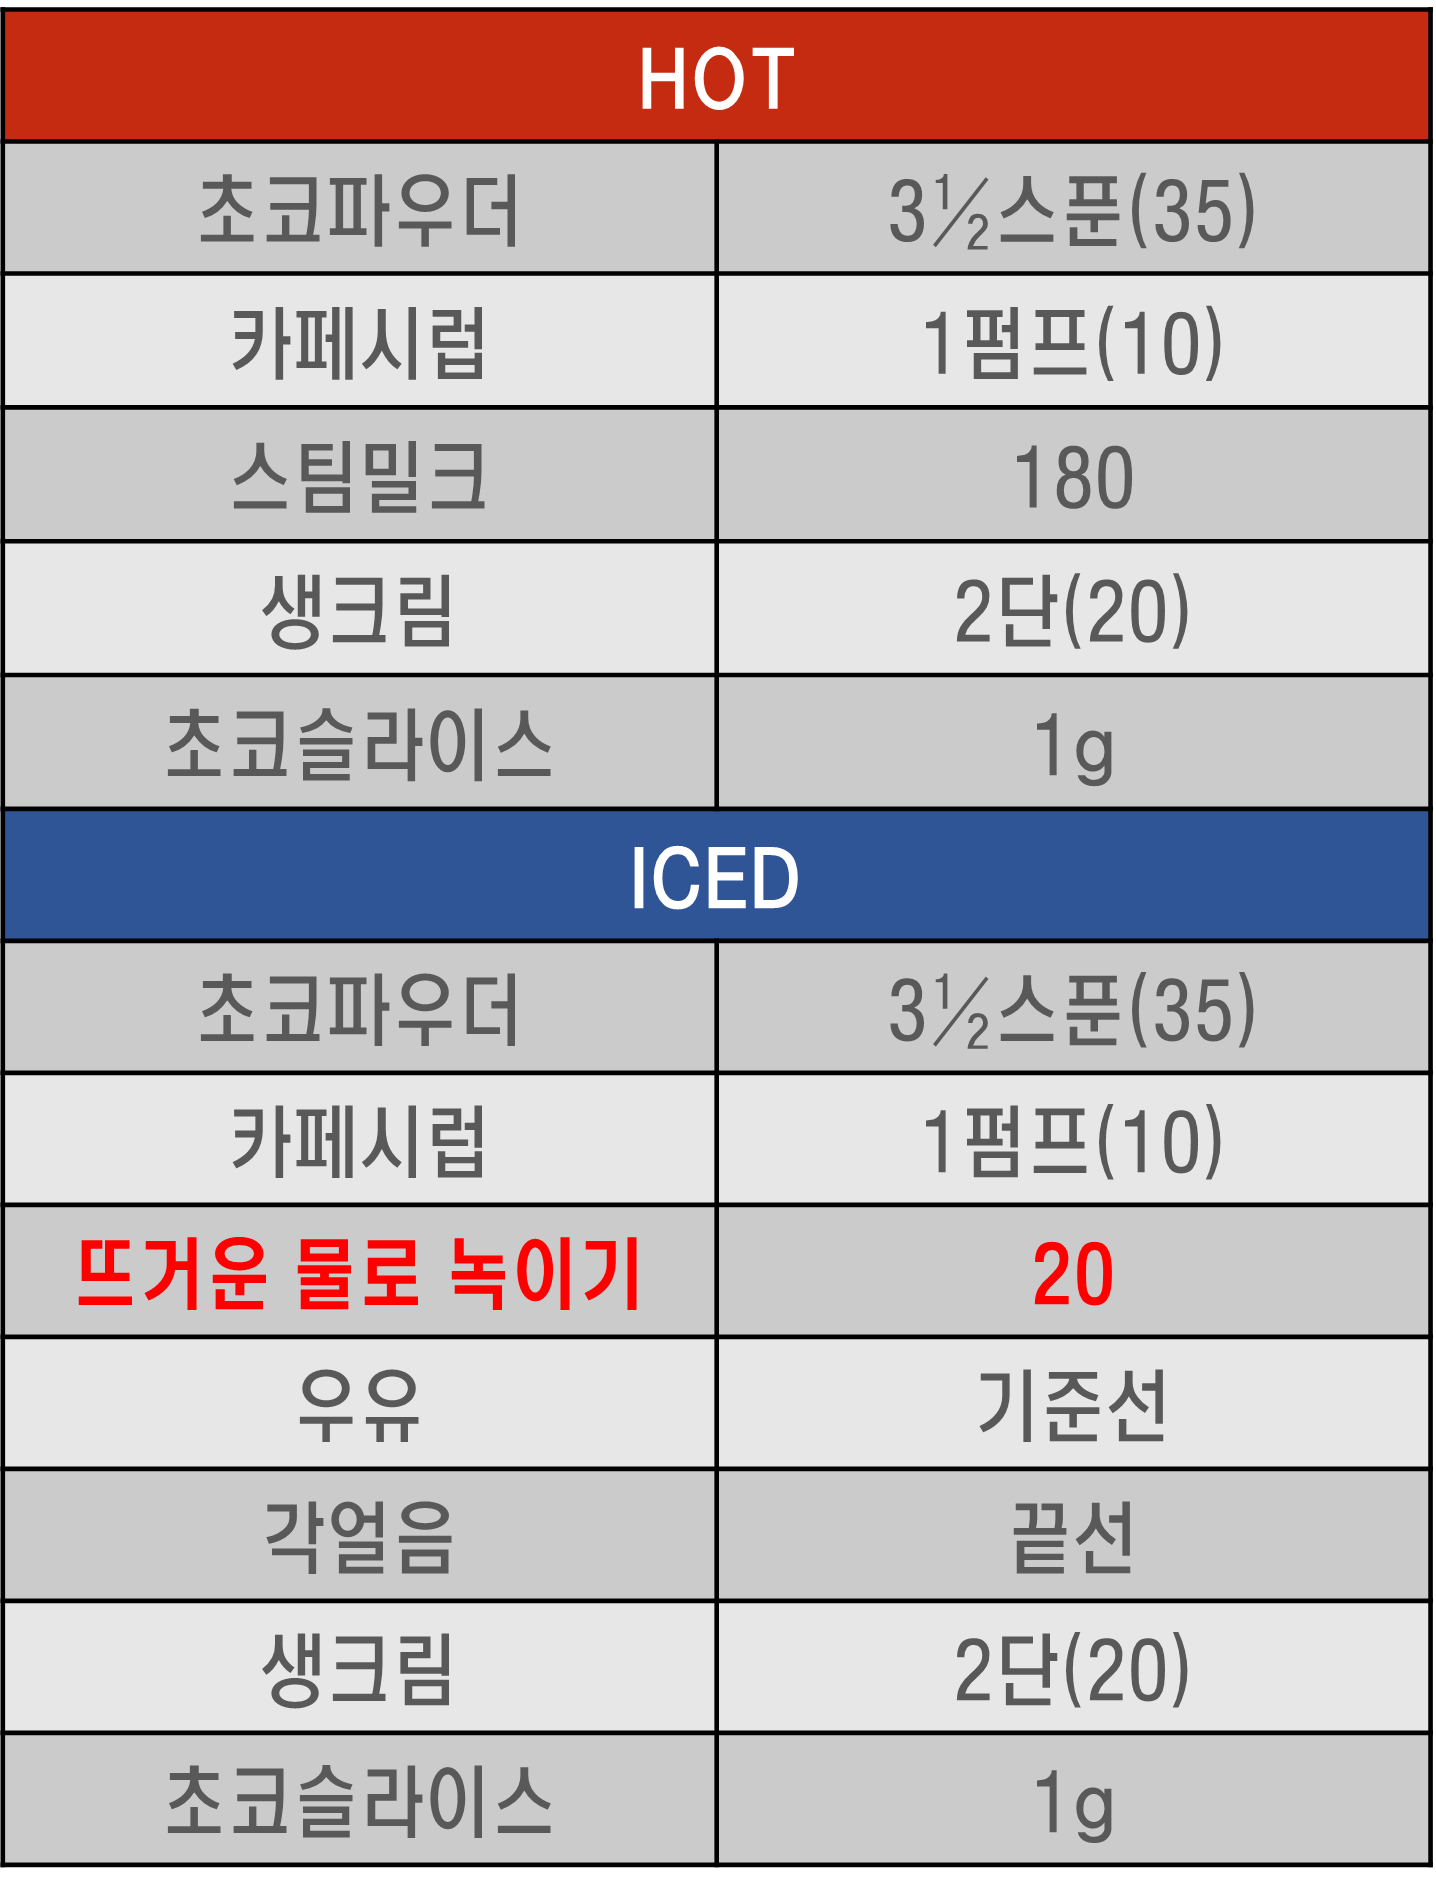 HOT
초코파우더 3½스푼(35)
카페시럽 1펌프(10)
스팀밀크 180
생크림 2단(20)
초코슬라이스 1g
ICED
초코파우더 3½스푼(35)
카페시럽 1펌프(10)
뜨거운 물로 녹이기 20
우유 기준선
각얼음 끝선
생크림 2단(20)
초코슬라이스 1g